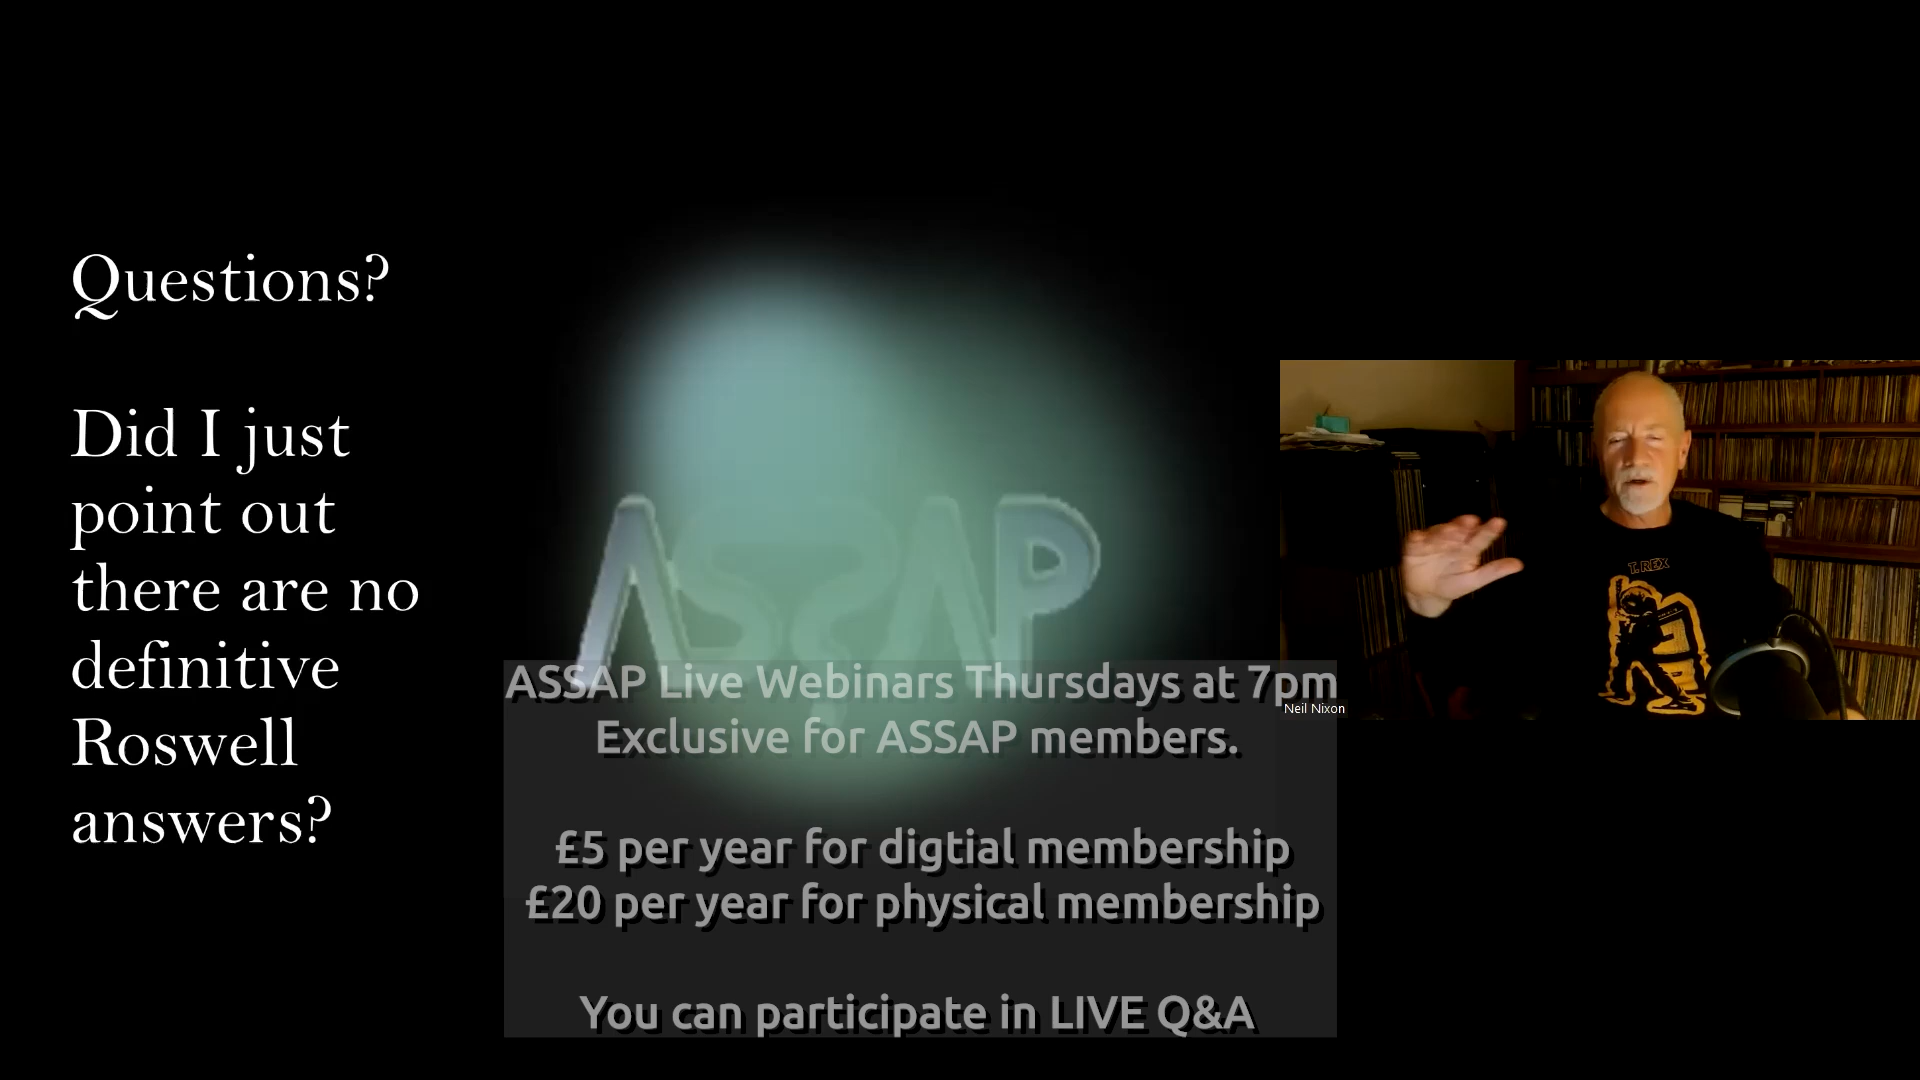 Questions?
Did I just
point out
there are no
definitive
Roswell
answers?
ASSAP
ASSAP Live Webinars Thursdays at 7pm
Exclusive for ASSAP members.
£5 per year for digtial membership
£20 per year for physical membership
You can participate in LIVE Q&A
T.REX
Neil Nixon